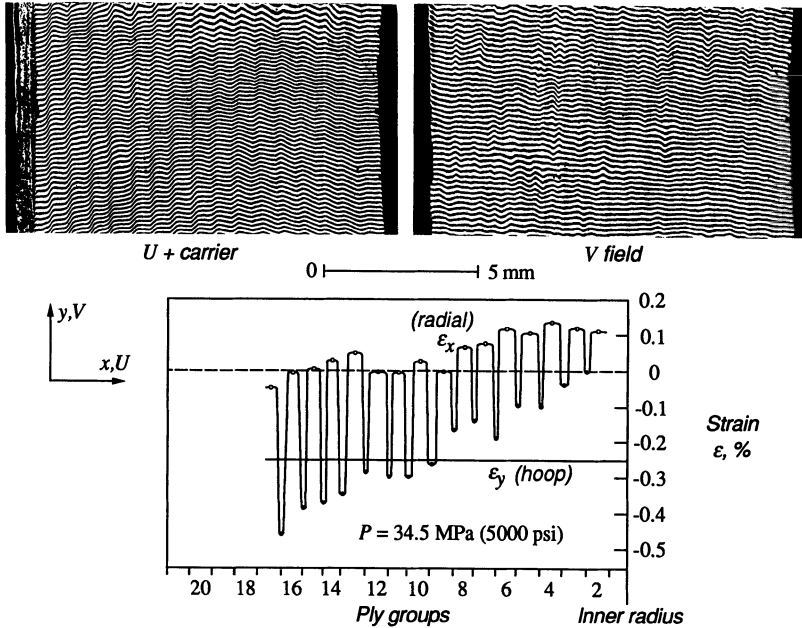 U + carrier
V field
0 5 mm
y,V
x,U
(radial)
εx
εy (hoop)
P = 34.5 MPa (5000 psi)
0.2
0.1
0
-0.1
-0.2
-0.3
-0.4
-0.5
Strain
ε, %
20 18 16 14 12 10 8 6 4 2
Ply groups Inner radius